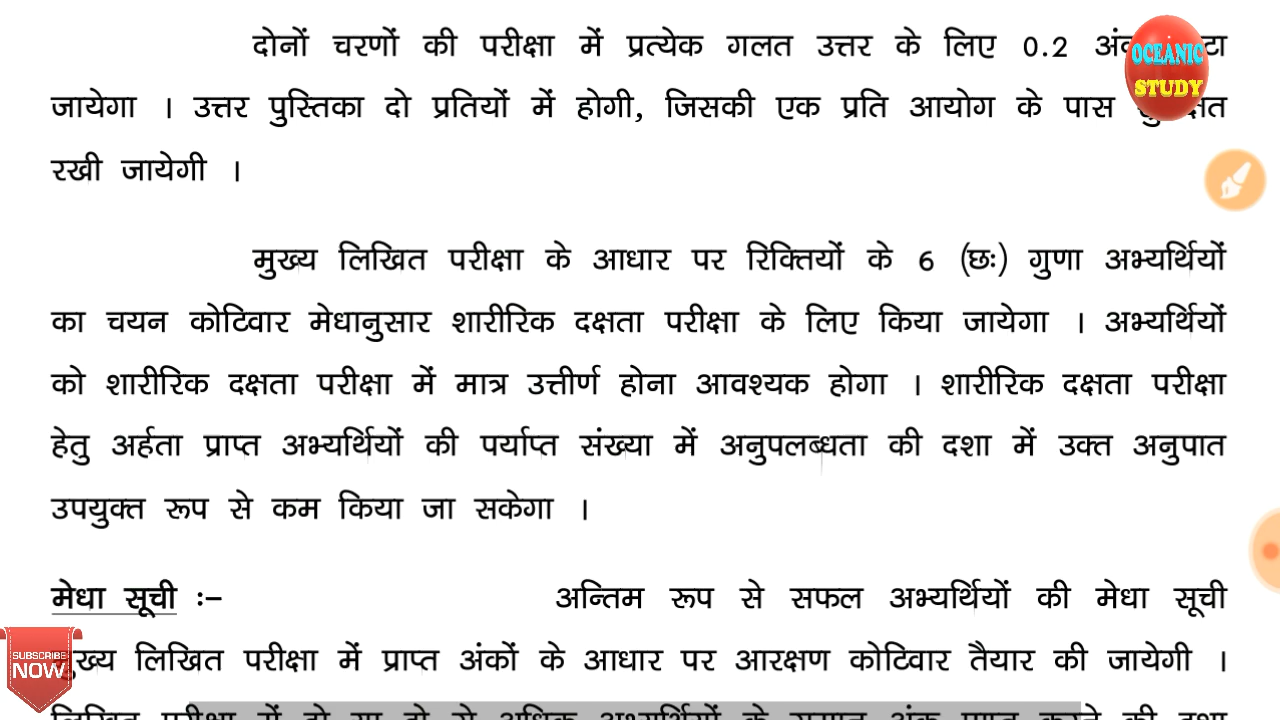 दोनों चरणों की परीक्षा में प्रत्येक गलत उत्तर के लिए 0.2
OCEANIC
STUDY
जायेगा । उत्तर पुस्तिका दो प्रतियों में होगी, जिसकी एक प्रति आयोग के पास
रखी जायेगी ।
मुख्य लिखित परीक्षा के आधार पर रिक्तियों के 6 (छः) गुणा अभ्यर्थियों
का चयन कोटिवार मेधानुसार शारीरिक दक्षता परीक्षा के लिए किया जायेगा । अभ्यर्थियों
को शारीरिक दक्षता परीक्षा में मात्र उत्तीर्ण होना आवश्यक होगा । शारीरिक दक्षता परीक्षा
हेतु अर्हता प्राप्त अभ्यर्थियों की पर्याप्त संख्या में अनुपलब्धता की दशा में उक्त अनुपात
उपयुक्त रूप से कम किया जा सकेगा ।
मेधा सूची :– अन्तिम रूप से सफल अभ्यर्थियों की मेधा सूची
लिखित परीक्षा में प्राप्त अंकों के आधार पर आरक्षण कोटिवार तैयार की जायेगी ।
SUBSCRIBE
NOW